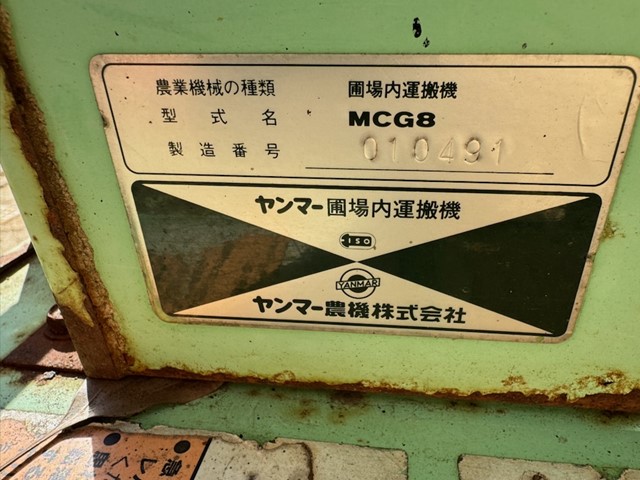 農業機械の種類 圃場内運搬機
型式名 MCG8
製造番号 010491
ヤンマー圃場内運搬機
ISO
YANMAR
ヤンマー農機株式会社